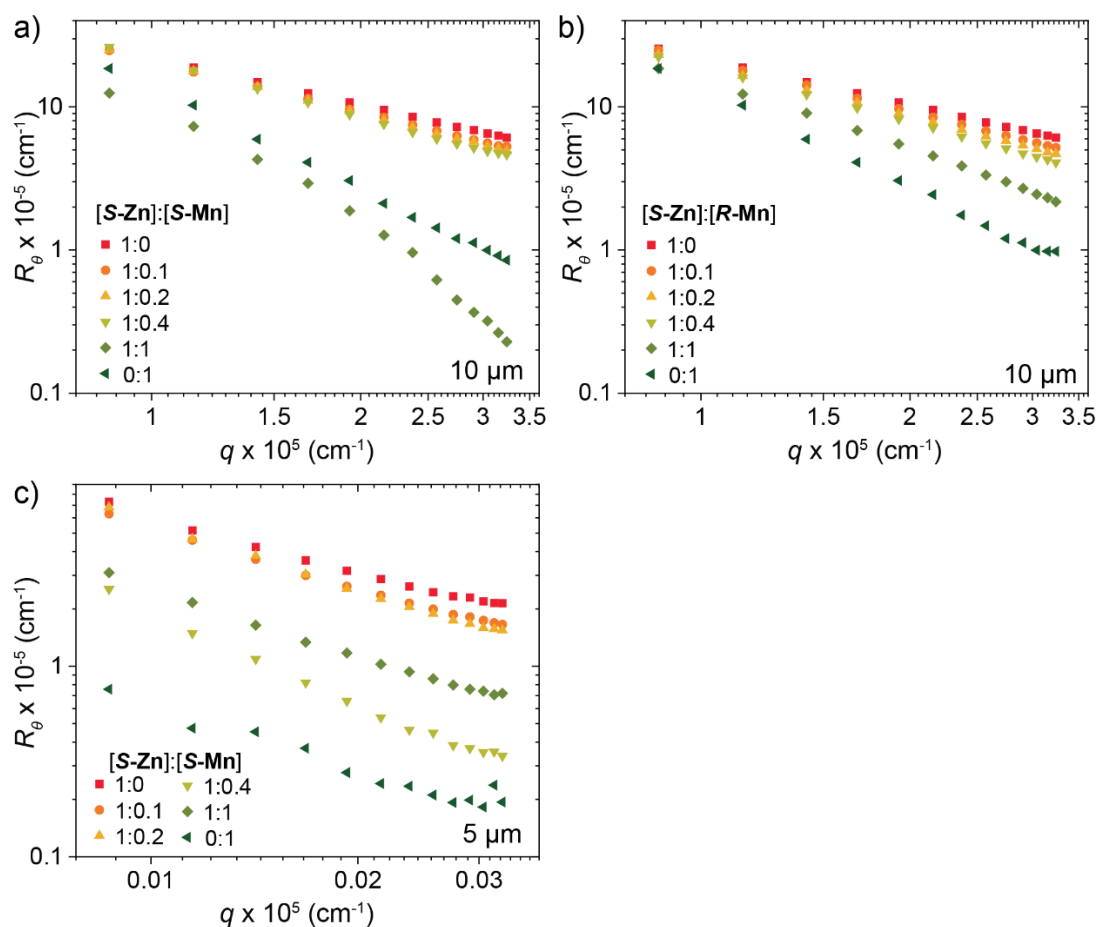 a)
R_θ x 10⁻⁵ (cm⁻¹)
10
1
0.1
[S-Zn]:[S-Mn]
1:0
1:0.1
1:0.2
1:0.4
1:1
0:1
10 µm
1 1.5 2 2.5 3 3.5
q x 10⁵ (cm⁻¹)
b)
R_θ x 10⁻⁵ (cm⁻¹)
10
1
0.1
[S-Zn]:[R-Mn]
1:0
1:0.1
1:0.2
1:0.4
1:1
0:1
10 µm
1 1.5 2 2.5 3 3.5
q x 10⁵ (cm⁻¹)
c)
R_θ x 10⁻⁵ (cm⁻¹)
1
0.1
[S-Zn]:[S-Mn]
1:0 1:0.4
1:0.1 1:1
1:0.2 0:1
5 µm
0.01 0.02 0.03
q x 10⁵ (cm⁻¹)